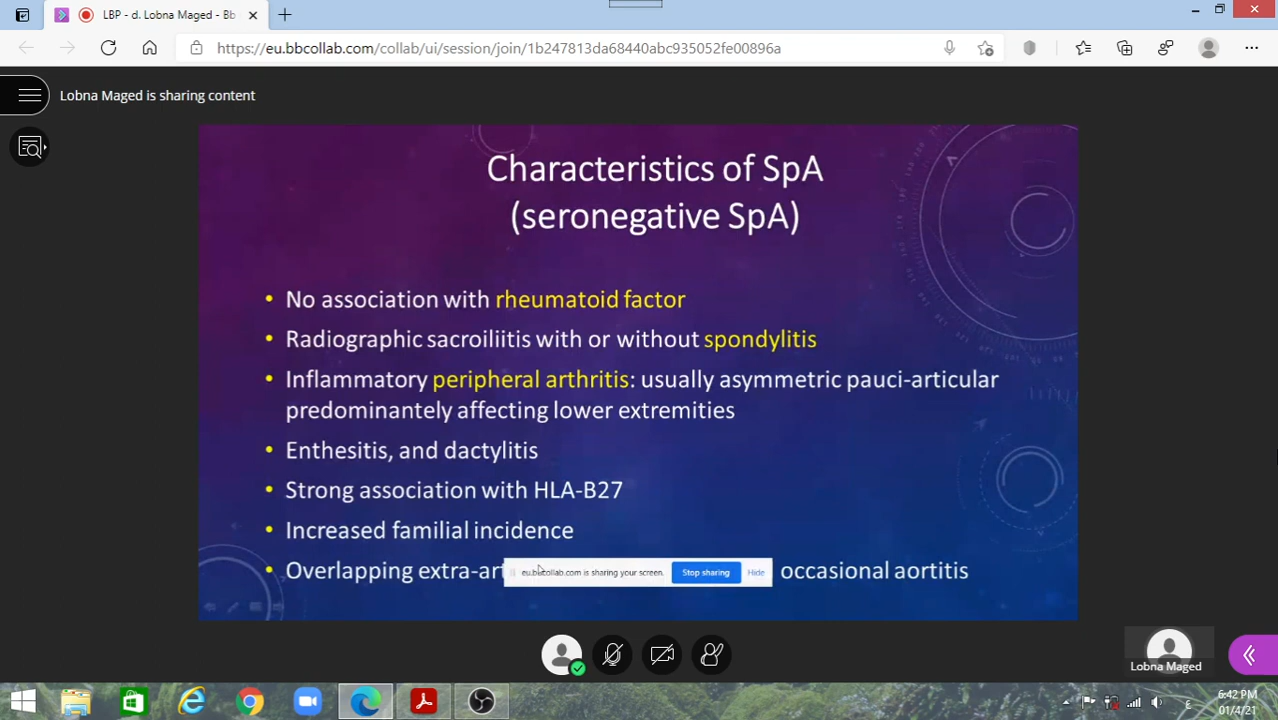 LBP - d. Lobna Maged - Bb
https://eu.bbcollab.com/collab/ui/session/join/1b247813da68440abc935052fe00896a
Lobna Maged is sharing content
Characteristics of SpA
(seronegative SpA)
• No association with rheumatoid factor
• Radiographic sacroiliitis with or without spondylitis
• Inflammatory peripheral arthritis: usually asymmetric pauci-articular
predominantely affecting lower extremities
• Enthesitis, and dactylitis
• Strong association with HLA-B27
• Increased familial incidence
• Overlapping occasional aortitis
eu.bbcollab.com is sharing your screen. Stop sharing Hide
Lobna Maged
ع
6:42 PM
01/4/21